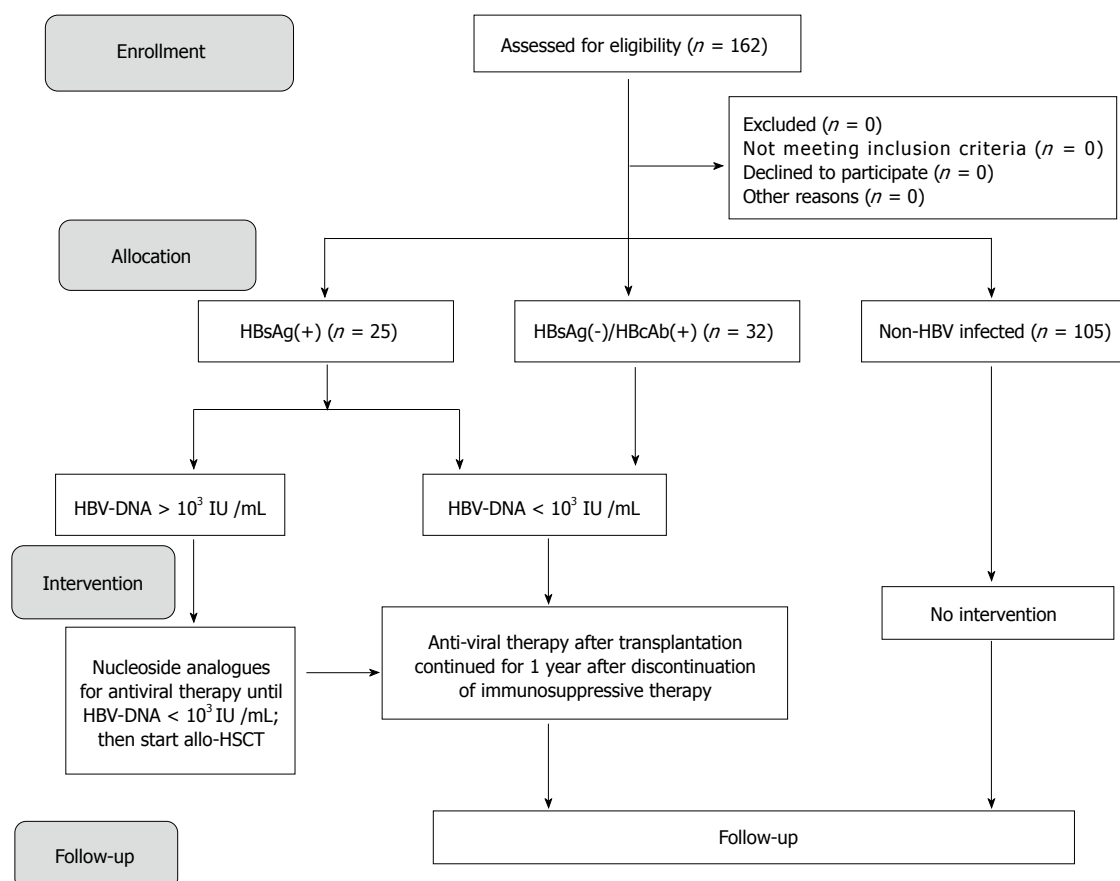 Enrollment
Assessed for eligibility (n = 162)
Excluded (n = 0)
Not meeting inclusion criteria (n = 0)
Declined to participate (n = 0)
Other reasons (n = 0)
Allocation
HBsAg(+) (n = 25)
HBsAg(-)/HBcAb(+) (n = 32)
Non-HBV infected (n = 105)
HBV-DNA > 10³ IU /mL
HBV-DNA < 10³ IU /mL
Intervention
Nucleoside analogues
for antiviral therapy until
HBV-DNA < 10³ IU /mL;
then start allo-HSCT
Anti-viral therapy after transplantation
continued for 1 year after discontinuation
of immunosuppressive therapy
No intervention
Follow-up
Follow-up